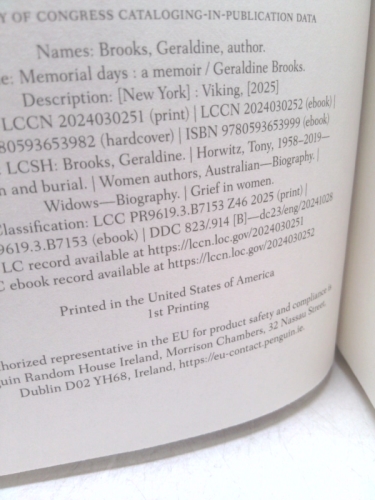 Y OF CONGRESS CATALOGING-IN-PUBLICATION DATA
Names: Brooks, Geraldine, author.
e: Memorial days : a memoir / Geraldine Brooks.
Description: [New York] : Viking, [2025]
LCCN 2024030251 (print) | LCCN 2024030252 (ebook) |
80593653982 (hardcover) | ISBN 9780593653999 (ebook)
LCSH: Brooks, Geraldine. | Horwitz, Tony, 1958–2019—
h and burial. | Women authors, Australian—Biography. |
Widows—Biography. | Grief in women.
Classification: LCC PR9619.3.B7153 Z46 2025 (print) |
9619.3.B7153 (ebook) | DDC 823/.914 [B]—dc23/eng/20241028
LC record available at https://lccn.loc.gov/2024030251
C ebook record available at https://lccn.loc.gov/2024030252
Printed in the United States of America
1st Printing
horized representative in the EU for product safety and compliance is
guin Random House Ireland, Morrison Chambers, 32 Nassau Street,
Dublin D02 YH68, Ireland, https://eu-contact.penguin.ie.